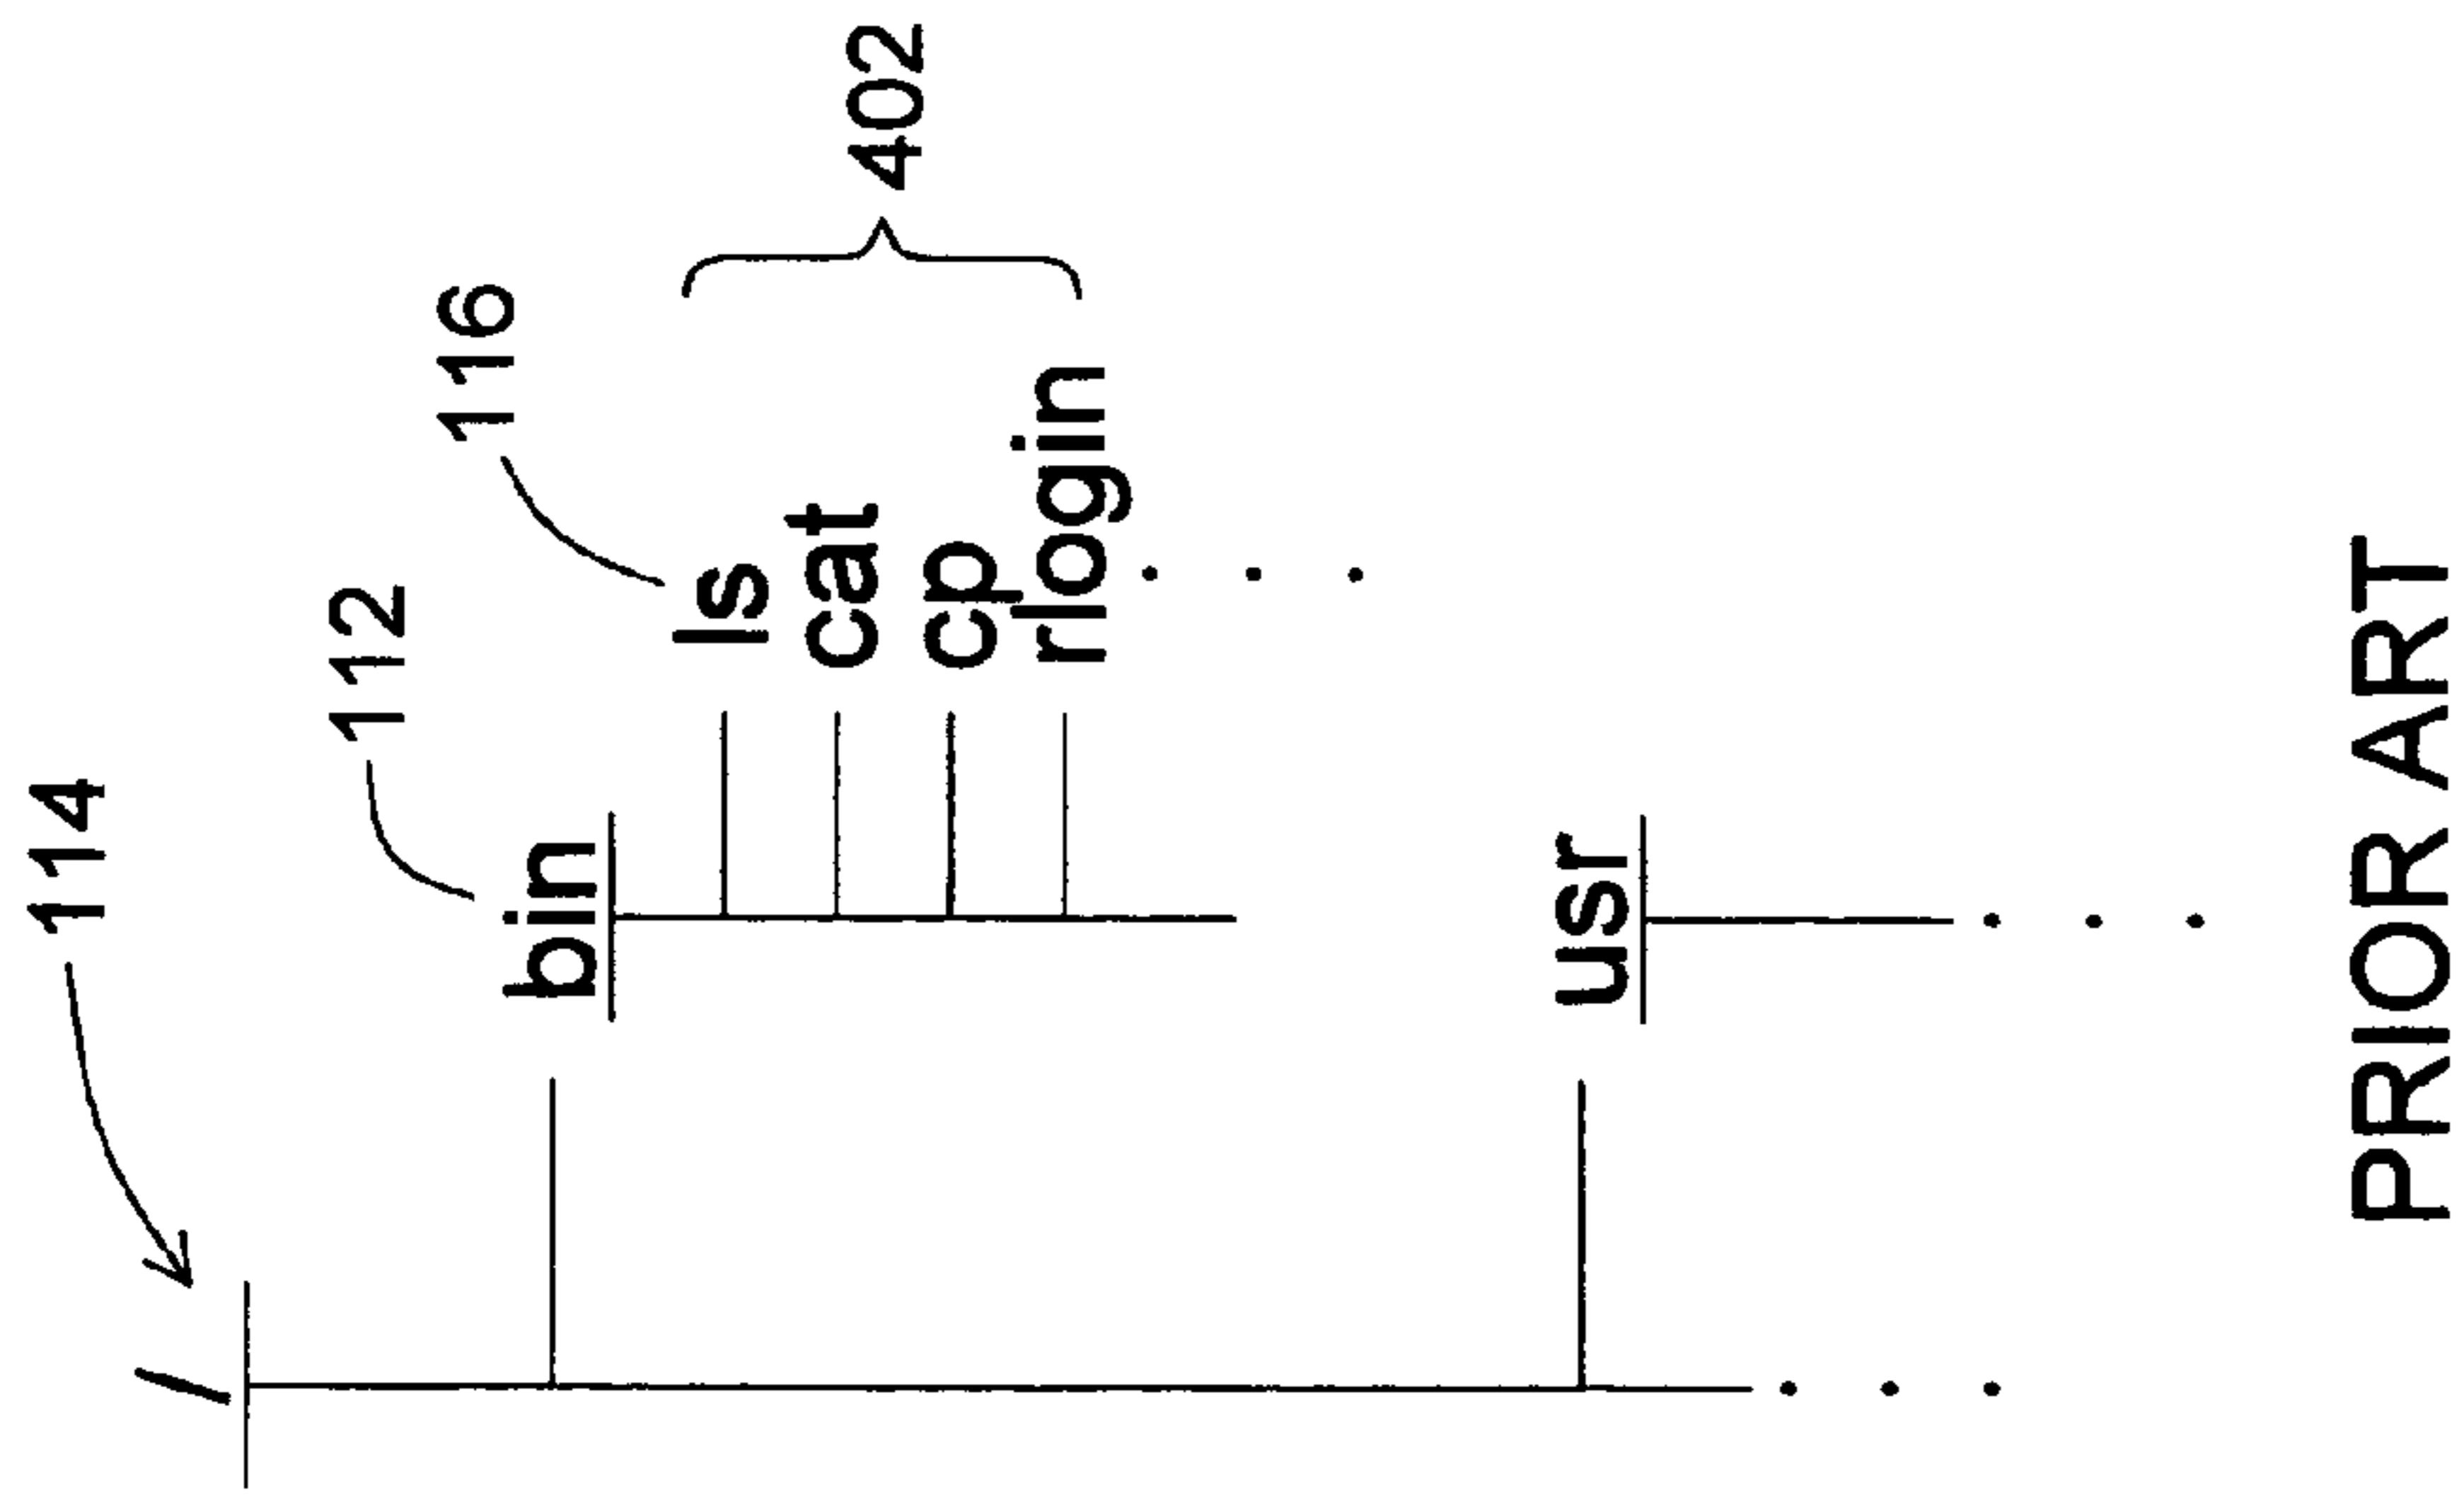 114
/
112
bin
116
ls
cat
cp
rlogin
402
usr
PRIOR ART